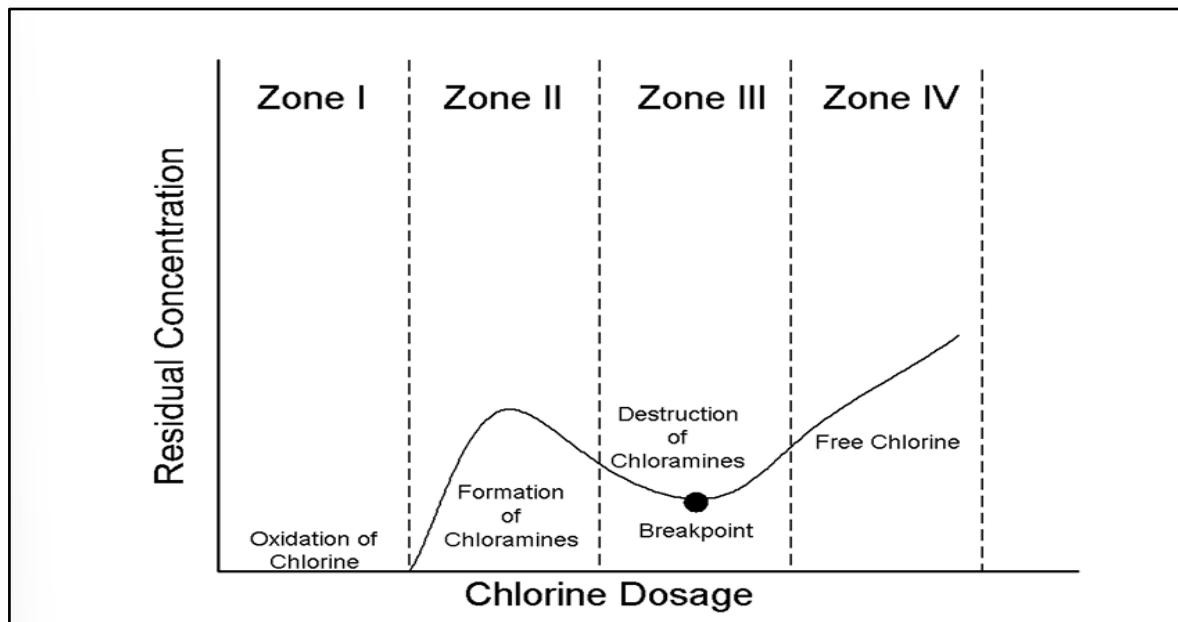 Zone I
Zone II
Zone III
Zone IV
Residual Concentration
Oxidation of
Chlorine
Formation
of
Chloramines
Destruction
of
Chloramines
Breakpoint
Free Chlorine
Chlorine Dosage